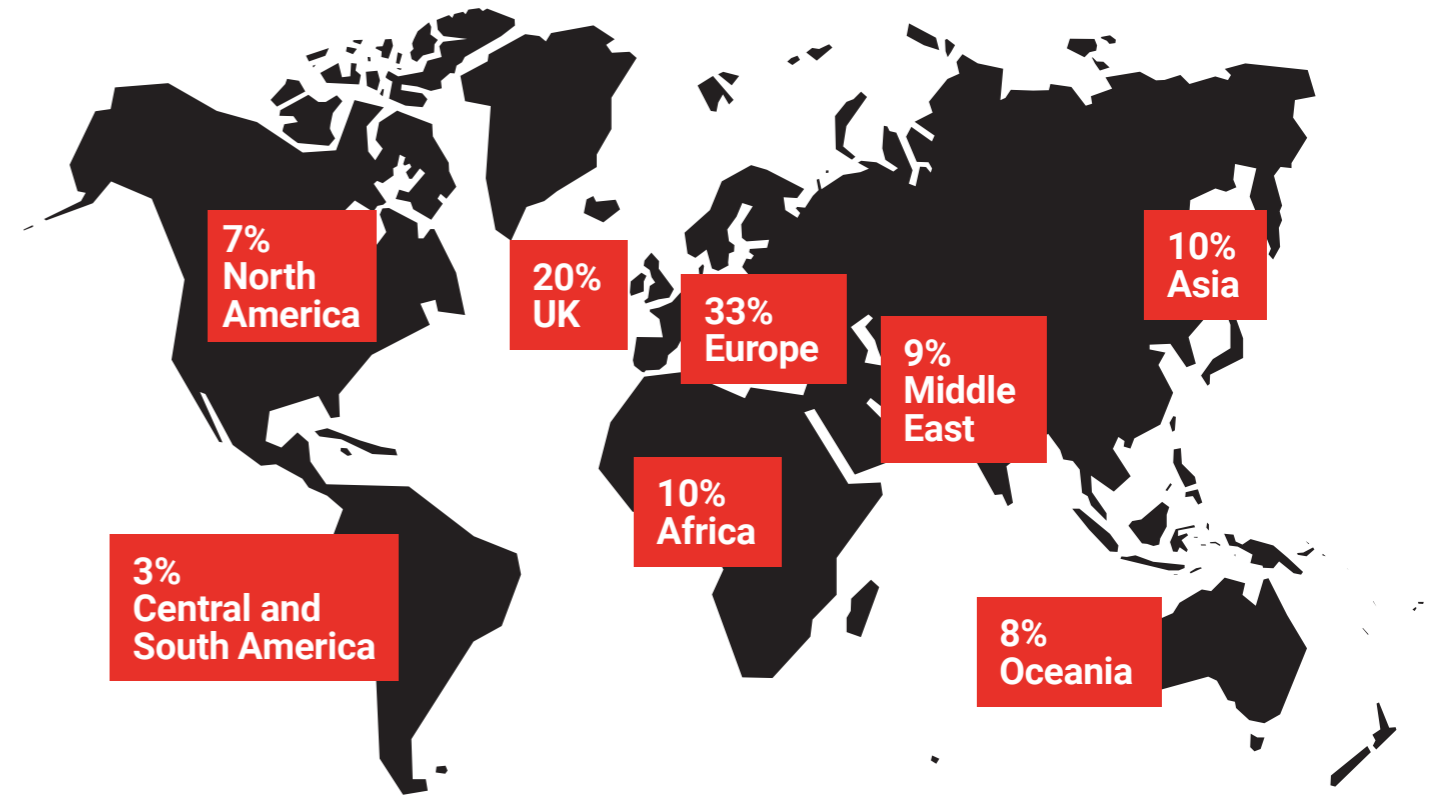 7%
North
America
20%
UK
33%
Europe
10%
Asia
9%
Middle
East
10%
Africa
3%
Central and
South America
8%
Oceania